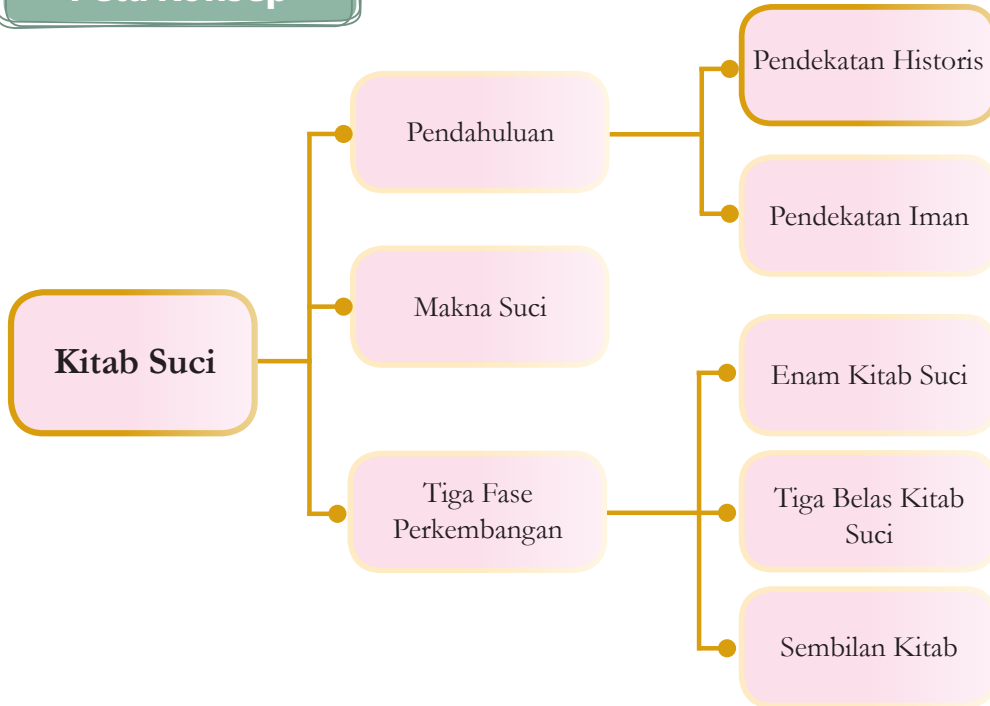 Pendekatan Historis
Pendahuluan
Pendekatan Iman
Makna Suci
Kitab Suci
Enam Kitab Suci
Tiga Fase
Perkembangan
Tiga Belas Kitab
Suci
Sembilan Kitab